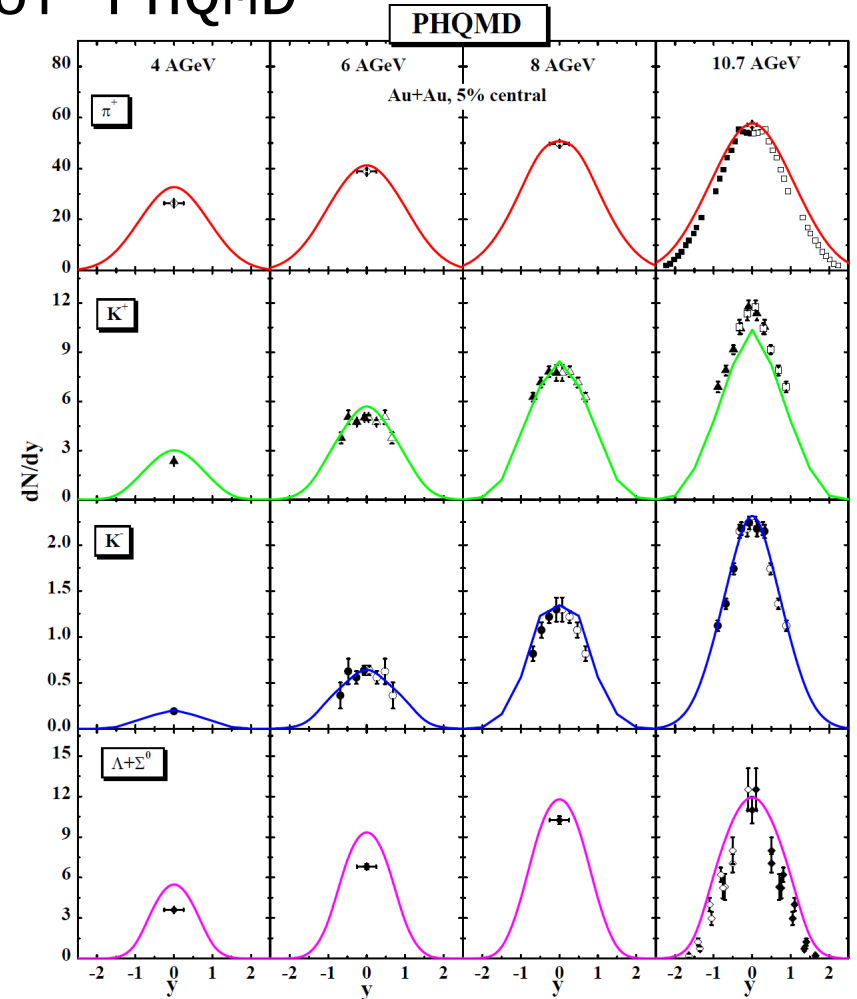 PHQMD
PHQMD
4 AGeV 6 AGeV 8 AGeV 10.7 AGeV
Au+Au, 5% central
π⁺
80
60
40
20
0
K⁺
12
9
6
3
0
dN/dy
K⁻
2.0
1.5
1.0
0.5
0.0
Λ+Σ⁰
15
12
9
6
3
0
-2 -1 0 1 2 -2 -1 0 1 2 -2 -1 0 1 2 -2 -1 0 1 2
y y y y